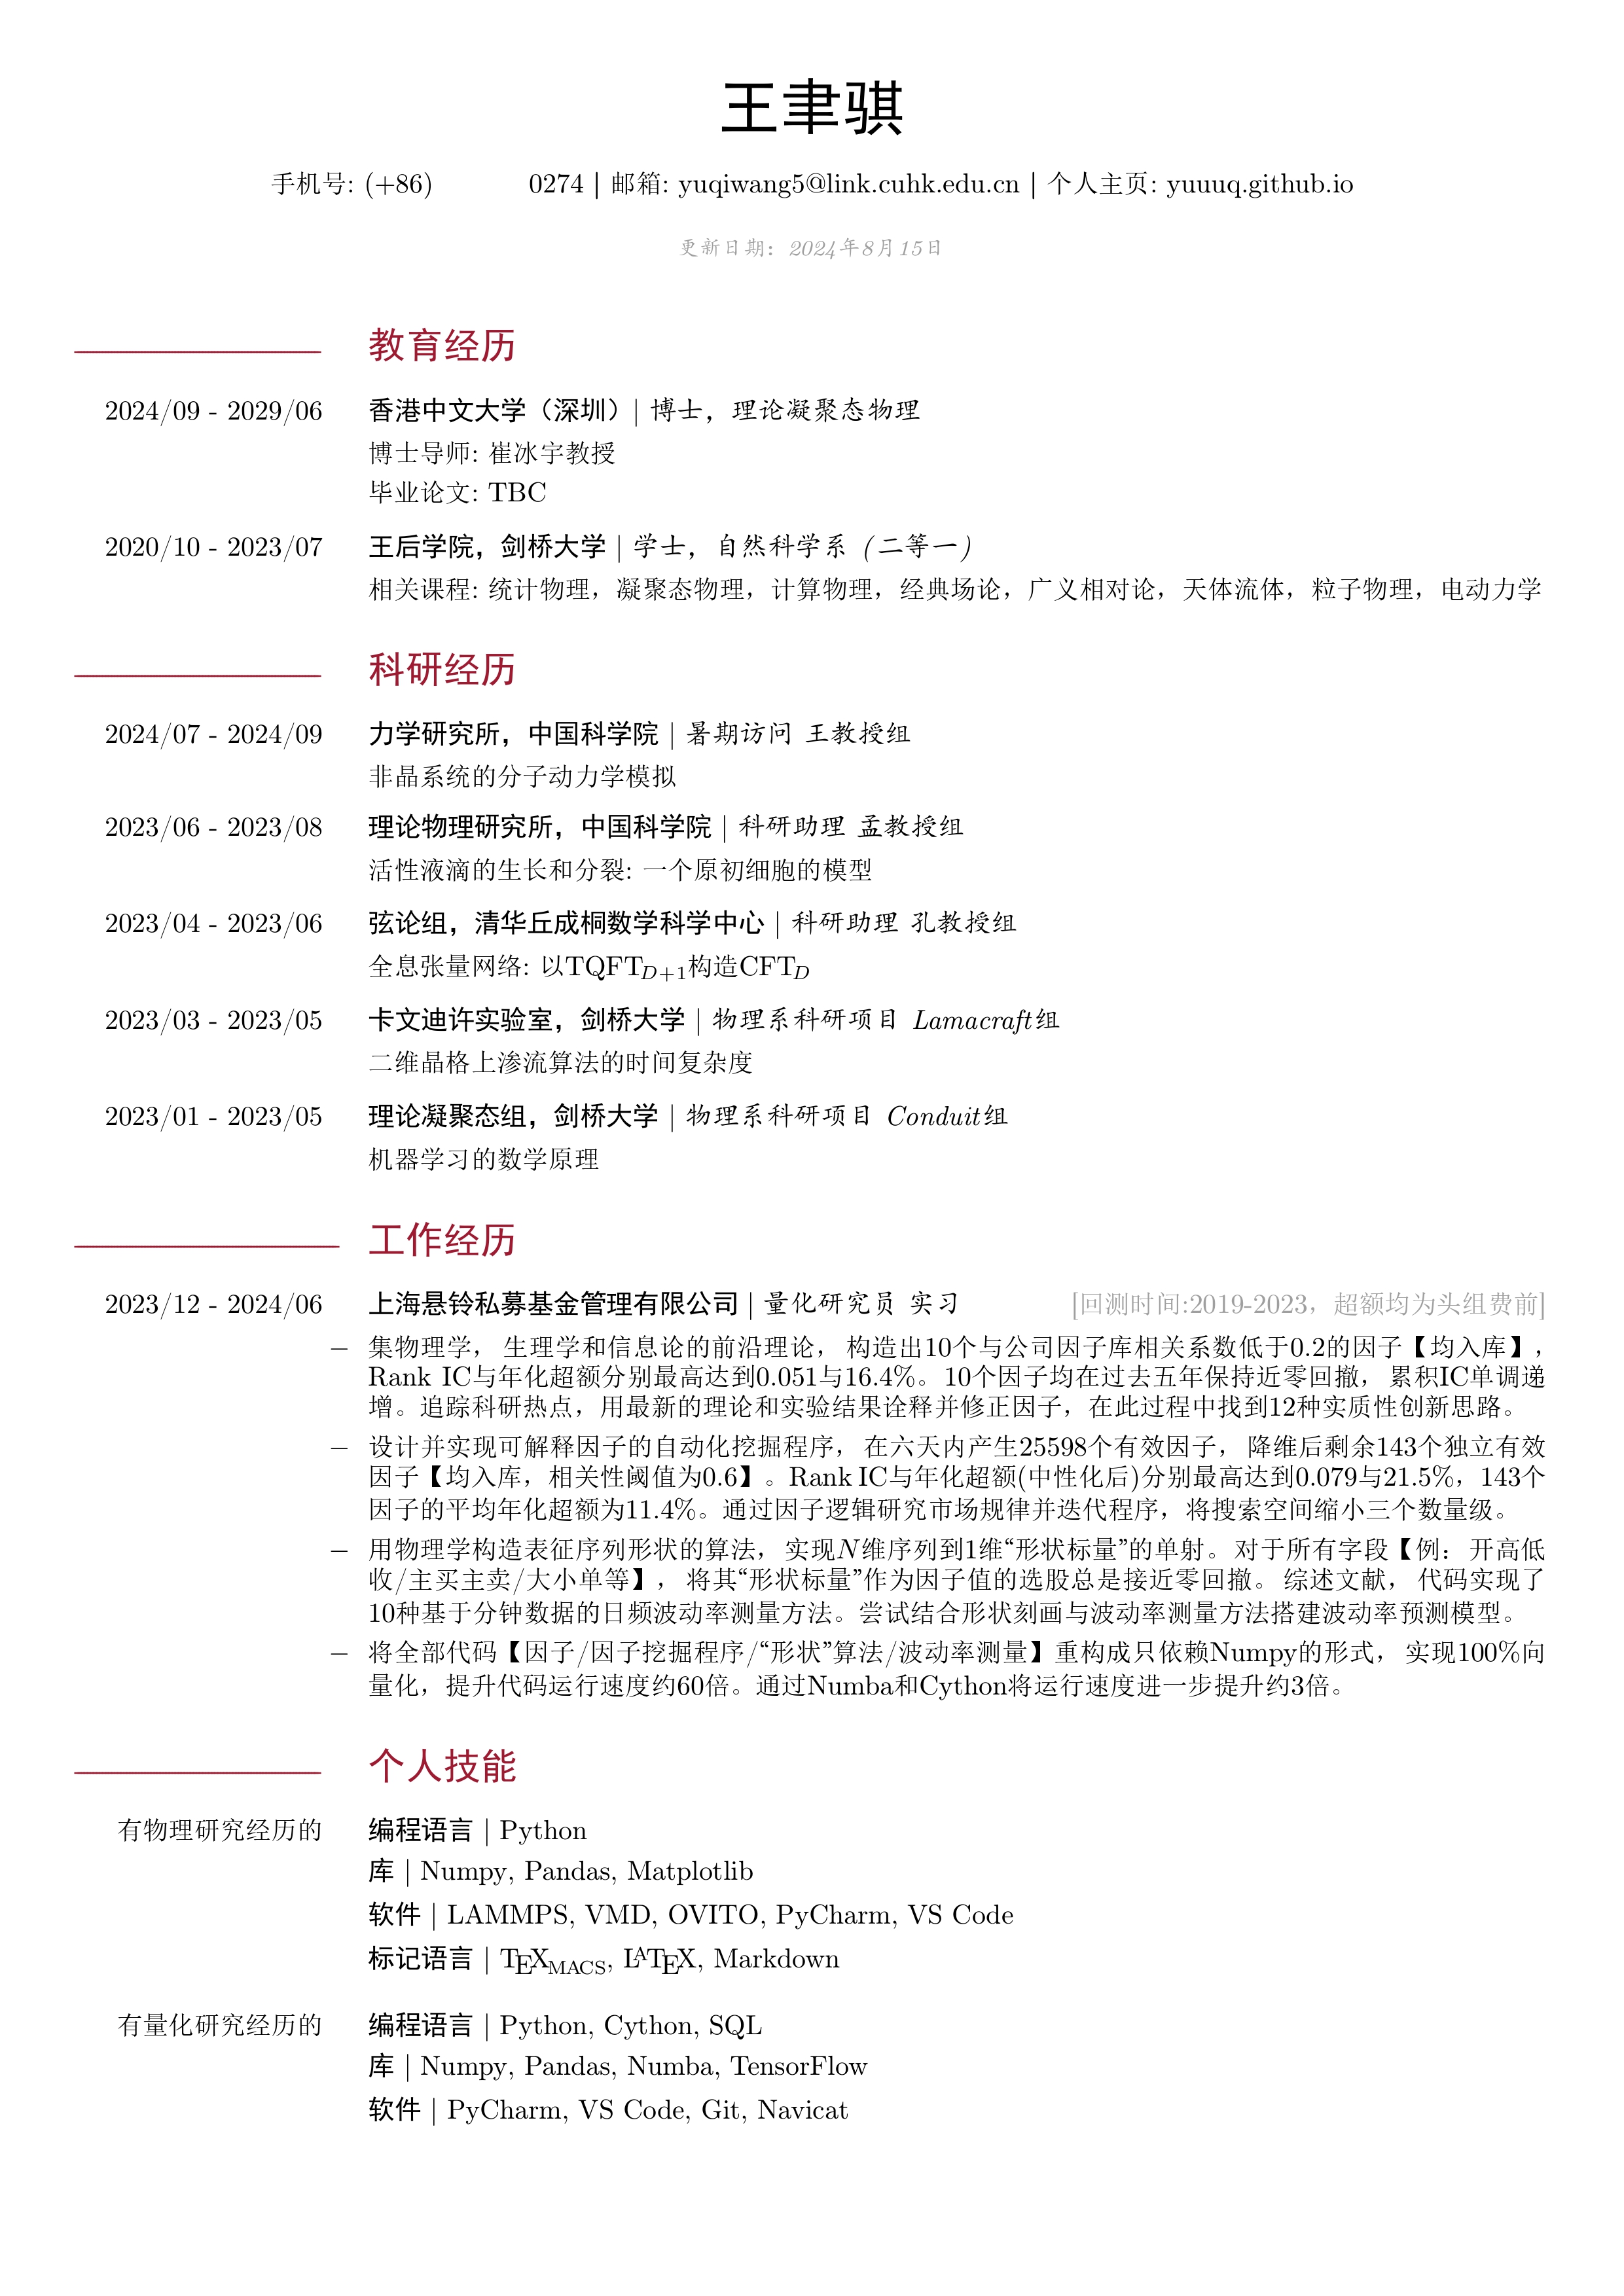 王聿骐
手机号: (+86) 0274 | 邮箱: yuqiwang5@link.cuhk.edu.cn | 个人主页: yuuuq.github.io
更新日期：2024年8月15日
教育经历
2024/09 - 2029/06 香港中文大学（深圳）| 博士，理论凝聚态物理
博士导师: 崔冰宇教授
毕业论文: TBC
2020/10 - 2023/07 王后学院，剑桥大学 | 学士，自然科学系（二等一）
相关课程: 统计物理，凝聚态物理，计算物理，经典场论，广义相对论，天体流体，粒子物理，电动力学
科研经历
2024/07 - 2024/09 力学研究所，中国科学院 | 暑期访问 王教授组
非晶系统的分子动力学模拟
2023/06 - 2023/08 理论物理研究所，中国科学院 | 科研助理 孟教授组
活性液滴的生长和分裂: 一个原初细胞的模型
2023/04 - 2023/06 弦论组，清华丘成桐数学科学中心 | 科研助理 孔教授组
全息张量网络: 以TQFT_{D+1}构造CFT_D
2023/03 - 2023/05 卡文迪许实验室，剑桥大学 | 物理系科研项目 Lamacraft组
二维晶格上渗流算法的时间复杂度
2023/01 - 2023/05 理论凝聚态组，剑桥大学 | 物理系科研项目 Conduit组
机器学习的数学原理
工作经历
2023/12 - 2024/06 上海悬铃私募基金管理有限公司 | 量化研究员 实习 [回测时间:2019-2023，超额均为头组费前]
– 集物理学，生理学和信息论的前沿理论，构造出10个与公司因子库相关系数低于0.2的因子【均入库】，
Rank IC与年化超额分别最高达到0.051与16.4%。10个因子均在过去五年保持近零回撤，累积IC单调递
增。追踪科研热点，用最新的理论和实验结果诠释并修正因子，在此过程中找到12种实质性创新思路。
– 设计并实现可解释因子的自动化挖掘程序，在六天内产生25598个有效因子，降维后剩余143个独立有效
因子【均入库，相关性阈值为0.6】。Rank IC与年化超额(中性化后)分别最高达到0.079与21.5%，143个
因子的平均年化超额为11.4%。通过因子逻辑研究市场规律并迭代程序，将搜索空间缩小三个数量级。
– 用物理学构造表征序列形状的算法，实现N维序列到1维“形状标量”的单射。对于所有字段【例：开高低
收/主买主卖/大小单等】，将其“形状标量”作为因子值的选股总是接近零回撤。综述文献，代码实现了
10种基于分钟数据的日频波动率测量方法。尝试结合形状刻画与波动率测量方法搭建波动率预测模型。
– 将全部代码【因子/因子挖掘程序/“形状”算法/波动率测量】重构成只依赖Numpy的形式，实现100%向
量化，提升代码运行速度约60倍。通过Numba和Cython将运行速度进一步提升约3倍。
个人技能
有物理研究经历的 编程语言 | Python
库 | Numpy, Pandas, Matplotlib
软件 | LAMMPS, VMD, OVITO, PyCharm, VS Code
标记语言 | TEXMACS, LATEX, Markdown
有量化研究经历的 编程语言 | Python, Cython, SQL
库 | Numpy, Pandas, Numba, TensorFlow
软件 | PyCharm, VS Code, Git, Navicat